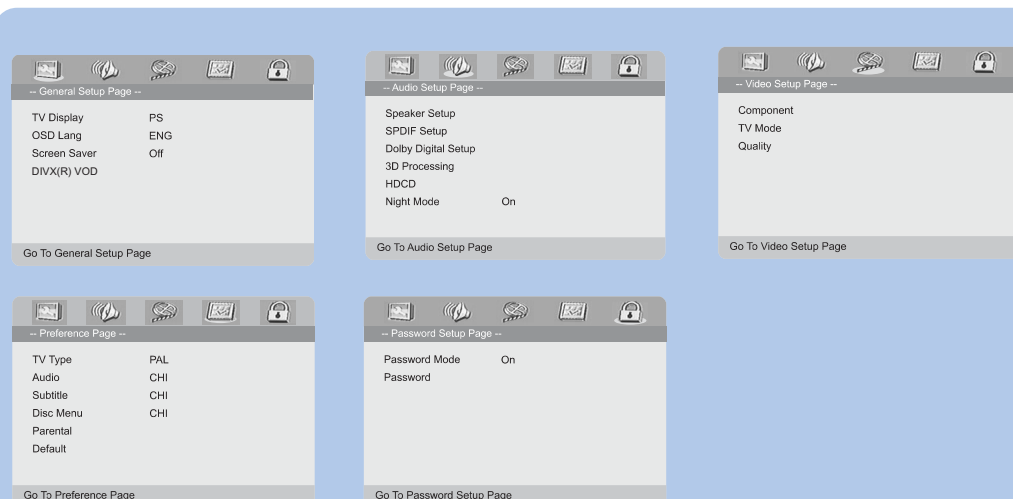 -- General Setup Page --
TV Display PS
OSD Lang ENG
Screen Saver Off
DIVX(R) VOD
Go To General Setup Page
-- Audio Setup Page --
Speaker Setup
SPDIF Setup
Dolby Digital Setup
3D Processing
HDCD
Night Mode On
Go To Audio Setup Page
-- Video Setup Page --
Component
TV Mode
Quality
Go To Video Setup Page
-- Preference Page --
TV Type PAL
Audio CHI
Subtitle CHI
Disc Menu CHI
Parental
Default
Go To Preference Page
-- Password Setup Page --
Password Mode On
Password
Go To Password Setup Page